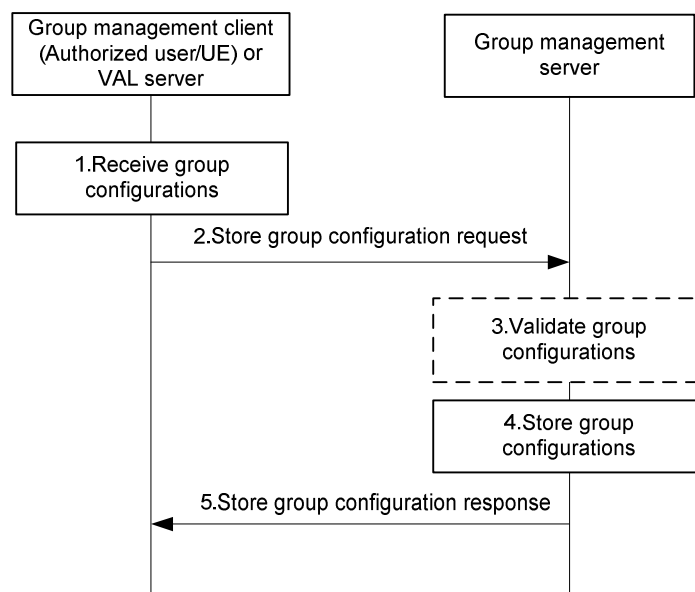 Group management client
(Authorized user/UE) or
VAL server
Group management
server
1.Receive group
configurations
2.Store group configuration request
3.Validate group
configurations
4.Store group
configurations
5.Store group configuration response